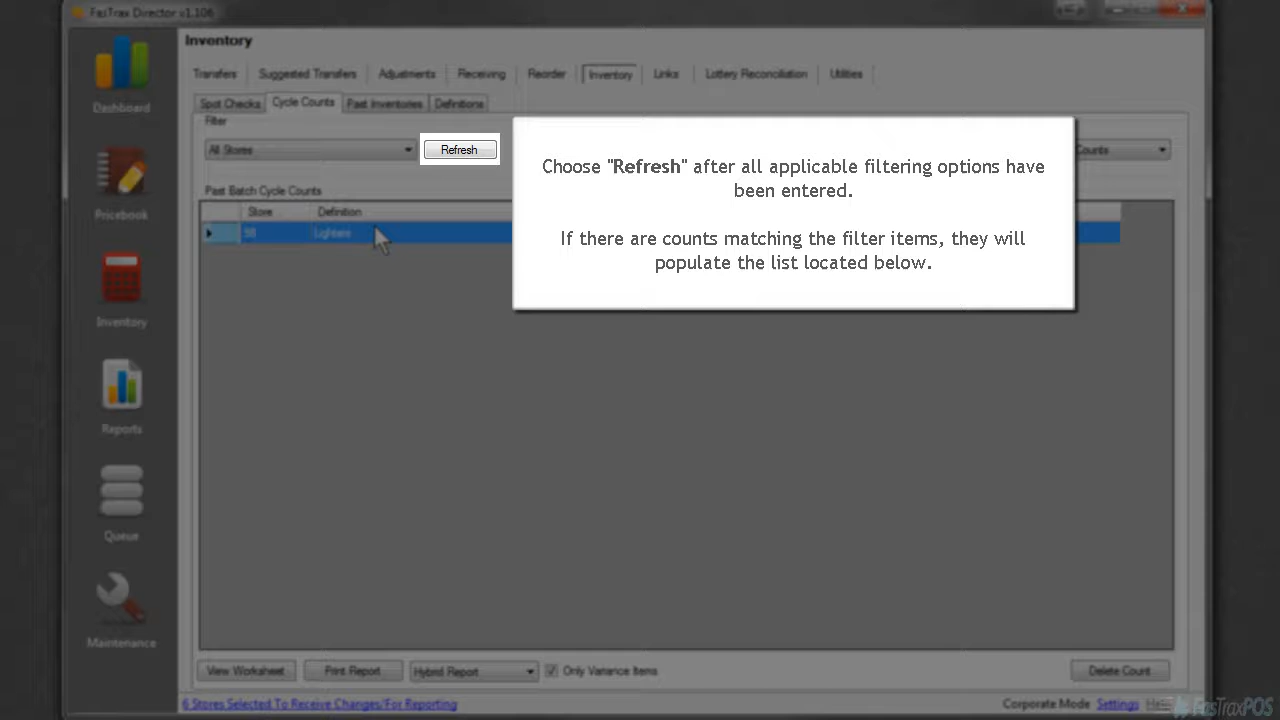 FasTrax Director v1.106
Inventory
Transfers Suggested Transfers Adjustments Receiving Reorder Inventory Links Lottery Reconciliation Utilities
Spot Checks Cycle Counts Past Inventories Definitions
Filter
All Stores Refresh Counts
Choose "Refresh" after all applicable filtering options have
been entered.
If there are counts matching the filter items, they will
populate the list located below.
Past Batch Cycle Counts
Store Definition
98 Lighters
Dashboard
Pricebook
Inventory
Reports
Queue
Maintenance
View Worksheet Print Report Hybrid Report Only Variance Items Delete Count
6 Stores Selected To Receive Changes/For Reporting Corporate Mode Settings
FasTraxPOS